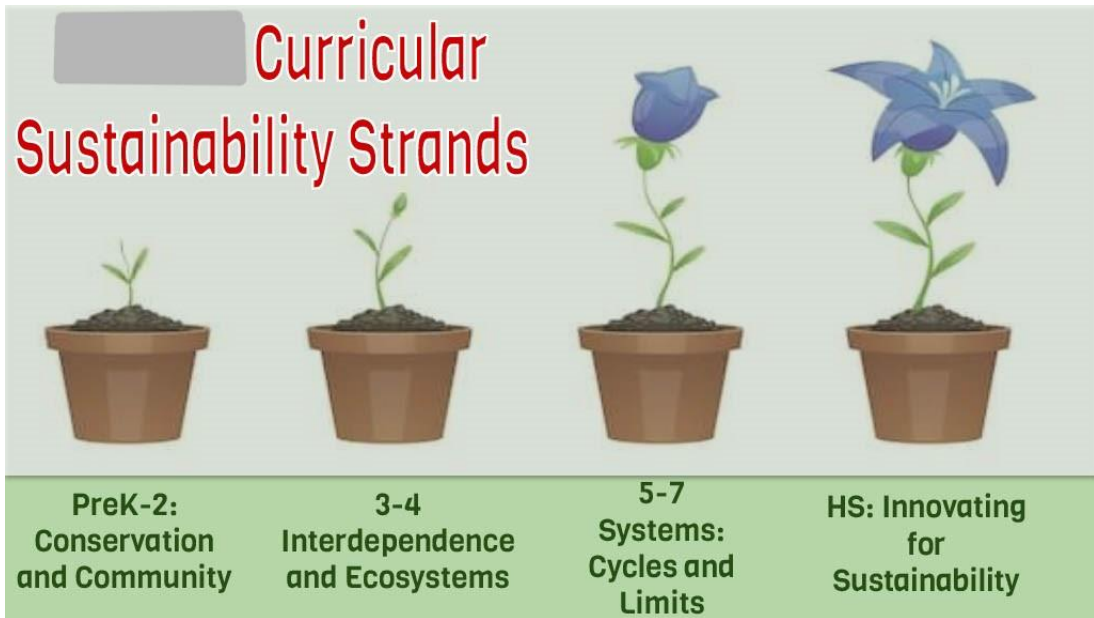 Curricular
Sustainability Strands
PreK-2:
Conservation
and Community
3-4
Interdependence
and Ecosystems
5-7
Systems:
Cycles and
Limits
HS: Innovating
for
Sustainability